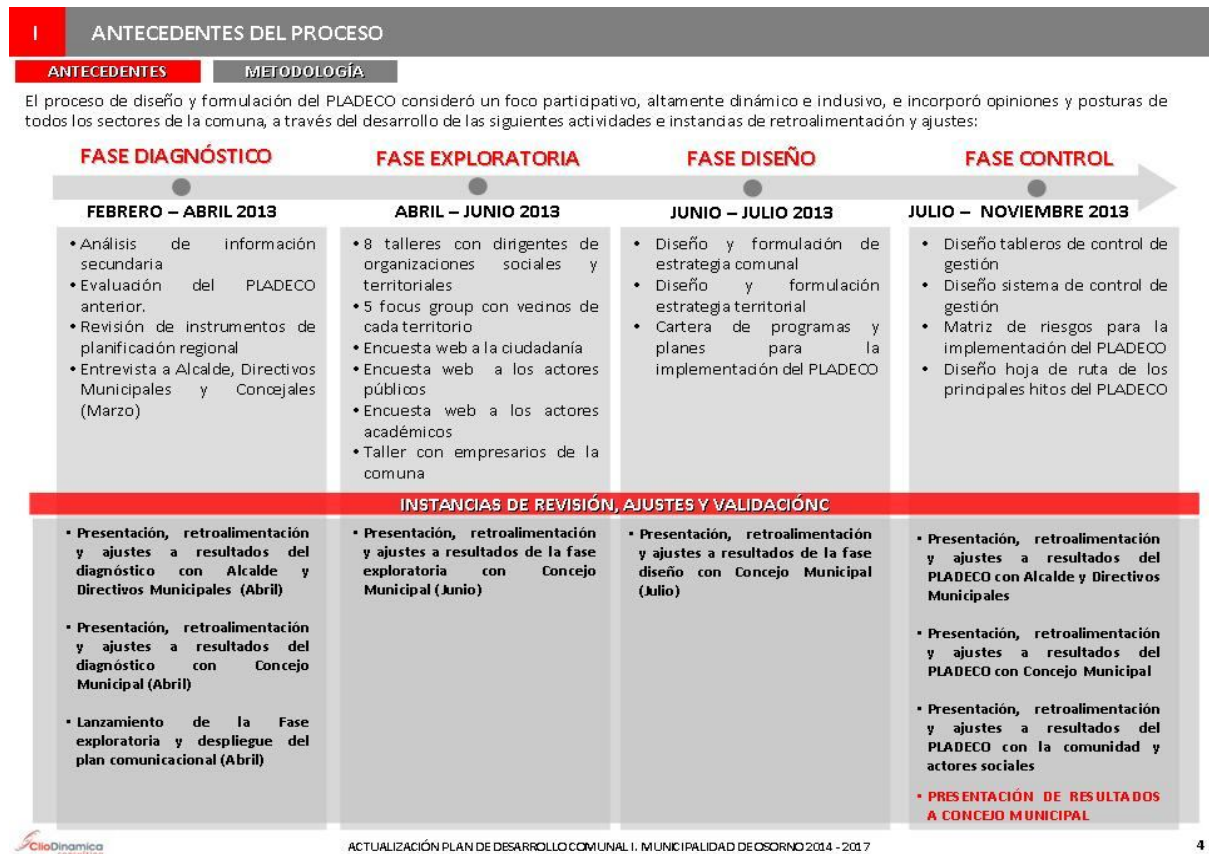 I ANTECEDENTES DEL PROCESO
ANTECEDENTES METODOLOGÍA
El proceso de diseño y formulación del PLADECO consideró un foco participativo, altamente dinámico e inclusivo, e incorporó opiniones y posturas de
todos los sectores de la comuna, a través del desarrollo de las siguientes actividades e instancias de retroalimentación y ajustes:
FASE DIAGNÓSTICO
FEBRERO – ABRIL 2013
• Análisis de información
secundaria
• Evaluación del PLADECO
anterior.
• Revisión de instrumentos de
planificación regional
• Entrevista a Alcalde, Directivos
Municipales y Concejales
(Marzo)
FASE EXPLORATORIA
ABRIL – JUNIO 2013
• 8 talleres con dirigentes de
organizaciones sociales y
territoriales
• 5 focus group con vecinos de
cada territorio
• Encuesta web a la ciudadanía
• Encuesta web a los actores
públicos
• Encuesta web a los actores
académicos
• Taller con empresarios de la
comuna
FASE DISEÑO
JUNIO – JULIO 2013
• Diseño y formulación de
estrategia comunal
• Diseño y formulación
estrategia territorial
• Cartera de programas y
planes para la
implementación del PLADECO
FASE CONTROL
JULIO – NOVIEMBRE 2013
• Diseño tableros de control de
gestión
• Diseño sistema de control de
gestión
• Matriz de riesgos para la
implementación del PLADECO
• Diseño hoja de ruta de los
principales hitos del PLADECO
INSTANCIAS DE REVISIÓN, AJUSTES Y VALIDACIÓNC
▪ Presentación, retroalimentación
y ajustes a resultados del
diagnóstico con Alcalde y
Directivos Municipales (Abril)
▪ Presentación, retroalimentación
y ajustes a resultados del
diagnóstico con Concejo
Municipal (Abril)
▪ Lanzamiento de la Fase
exploratoria y despliegue del
plan comunicacional (Abril)
▪ Presentación, retroalimentación
y ajustes a resultados de la fase
exploratoria con Concejo
Municipal (Junio)
▪ Presentación, retroalimentación
y ajustes a resultados de la fase
diseño con Concejo Municipal
(Julio)
▪ Presentación, retroalimentación
y ajustes a resultados del
PLADECO con Alcalde y Directivos
Municipales
▪ Presentación, retroalimentación
y ajustes a resultados del
PLADECO con Concejo Municipal
▪ Presentación, retroalimentación
y ajustes a resultados del
PLADECO con la comunidad y
actores sociales
▪ PRESENTACIÓN DE RESULTADOS
A CONCEJO MUNICIPAL
ClioDinamica
ACTUALIZACIÓN PLAN DE DESARROLLO COMUNAL I. MUNICIPALIDAD DE OSORNO 2014 - 2017
4